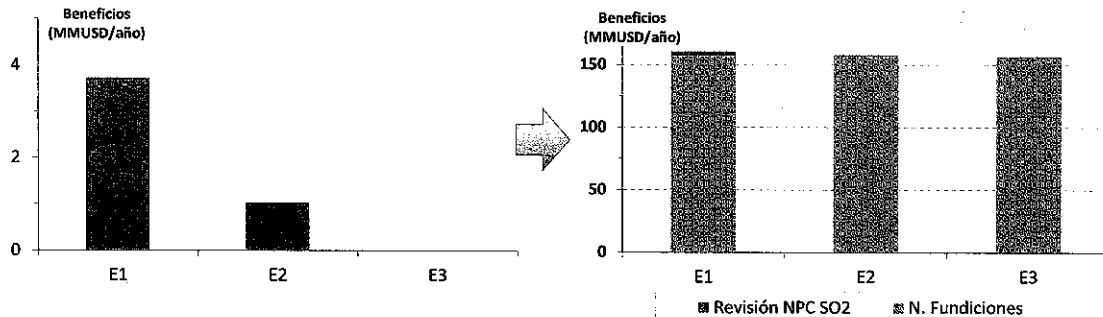 Beneficios
(MMUSD/año)
4
2
0
E1 E2 E3
Beneficios
(MMUSD/año)
150
100
50
0
E1 E2 E3
Revisión NPC SO2 N. Fundiciones